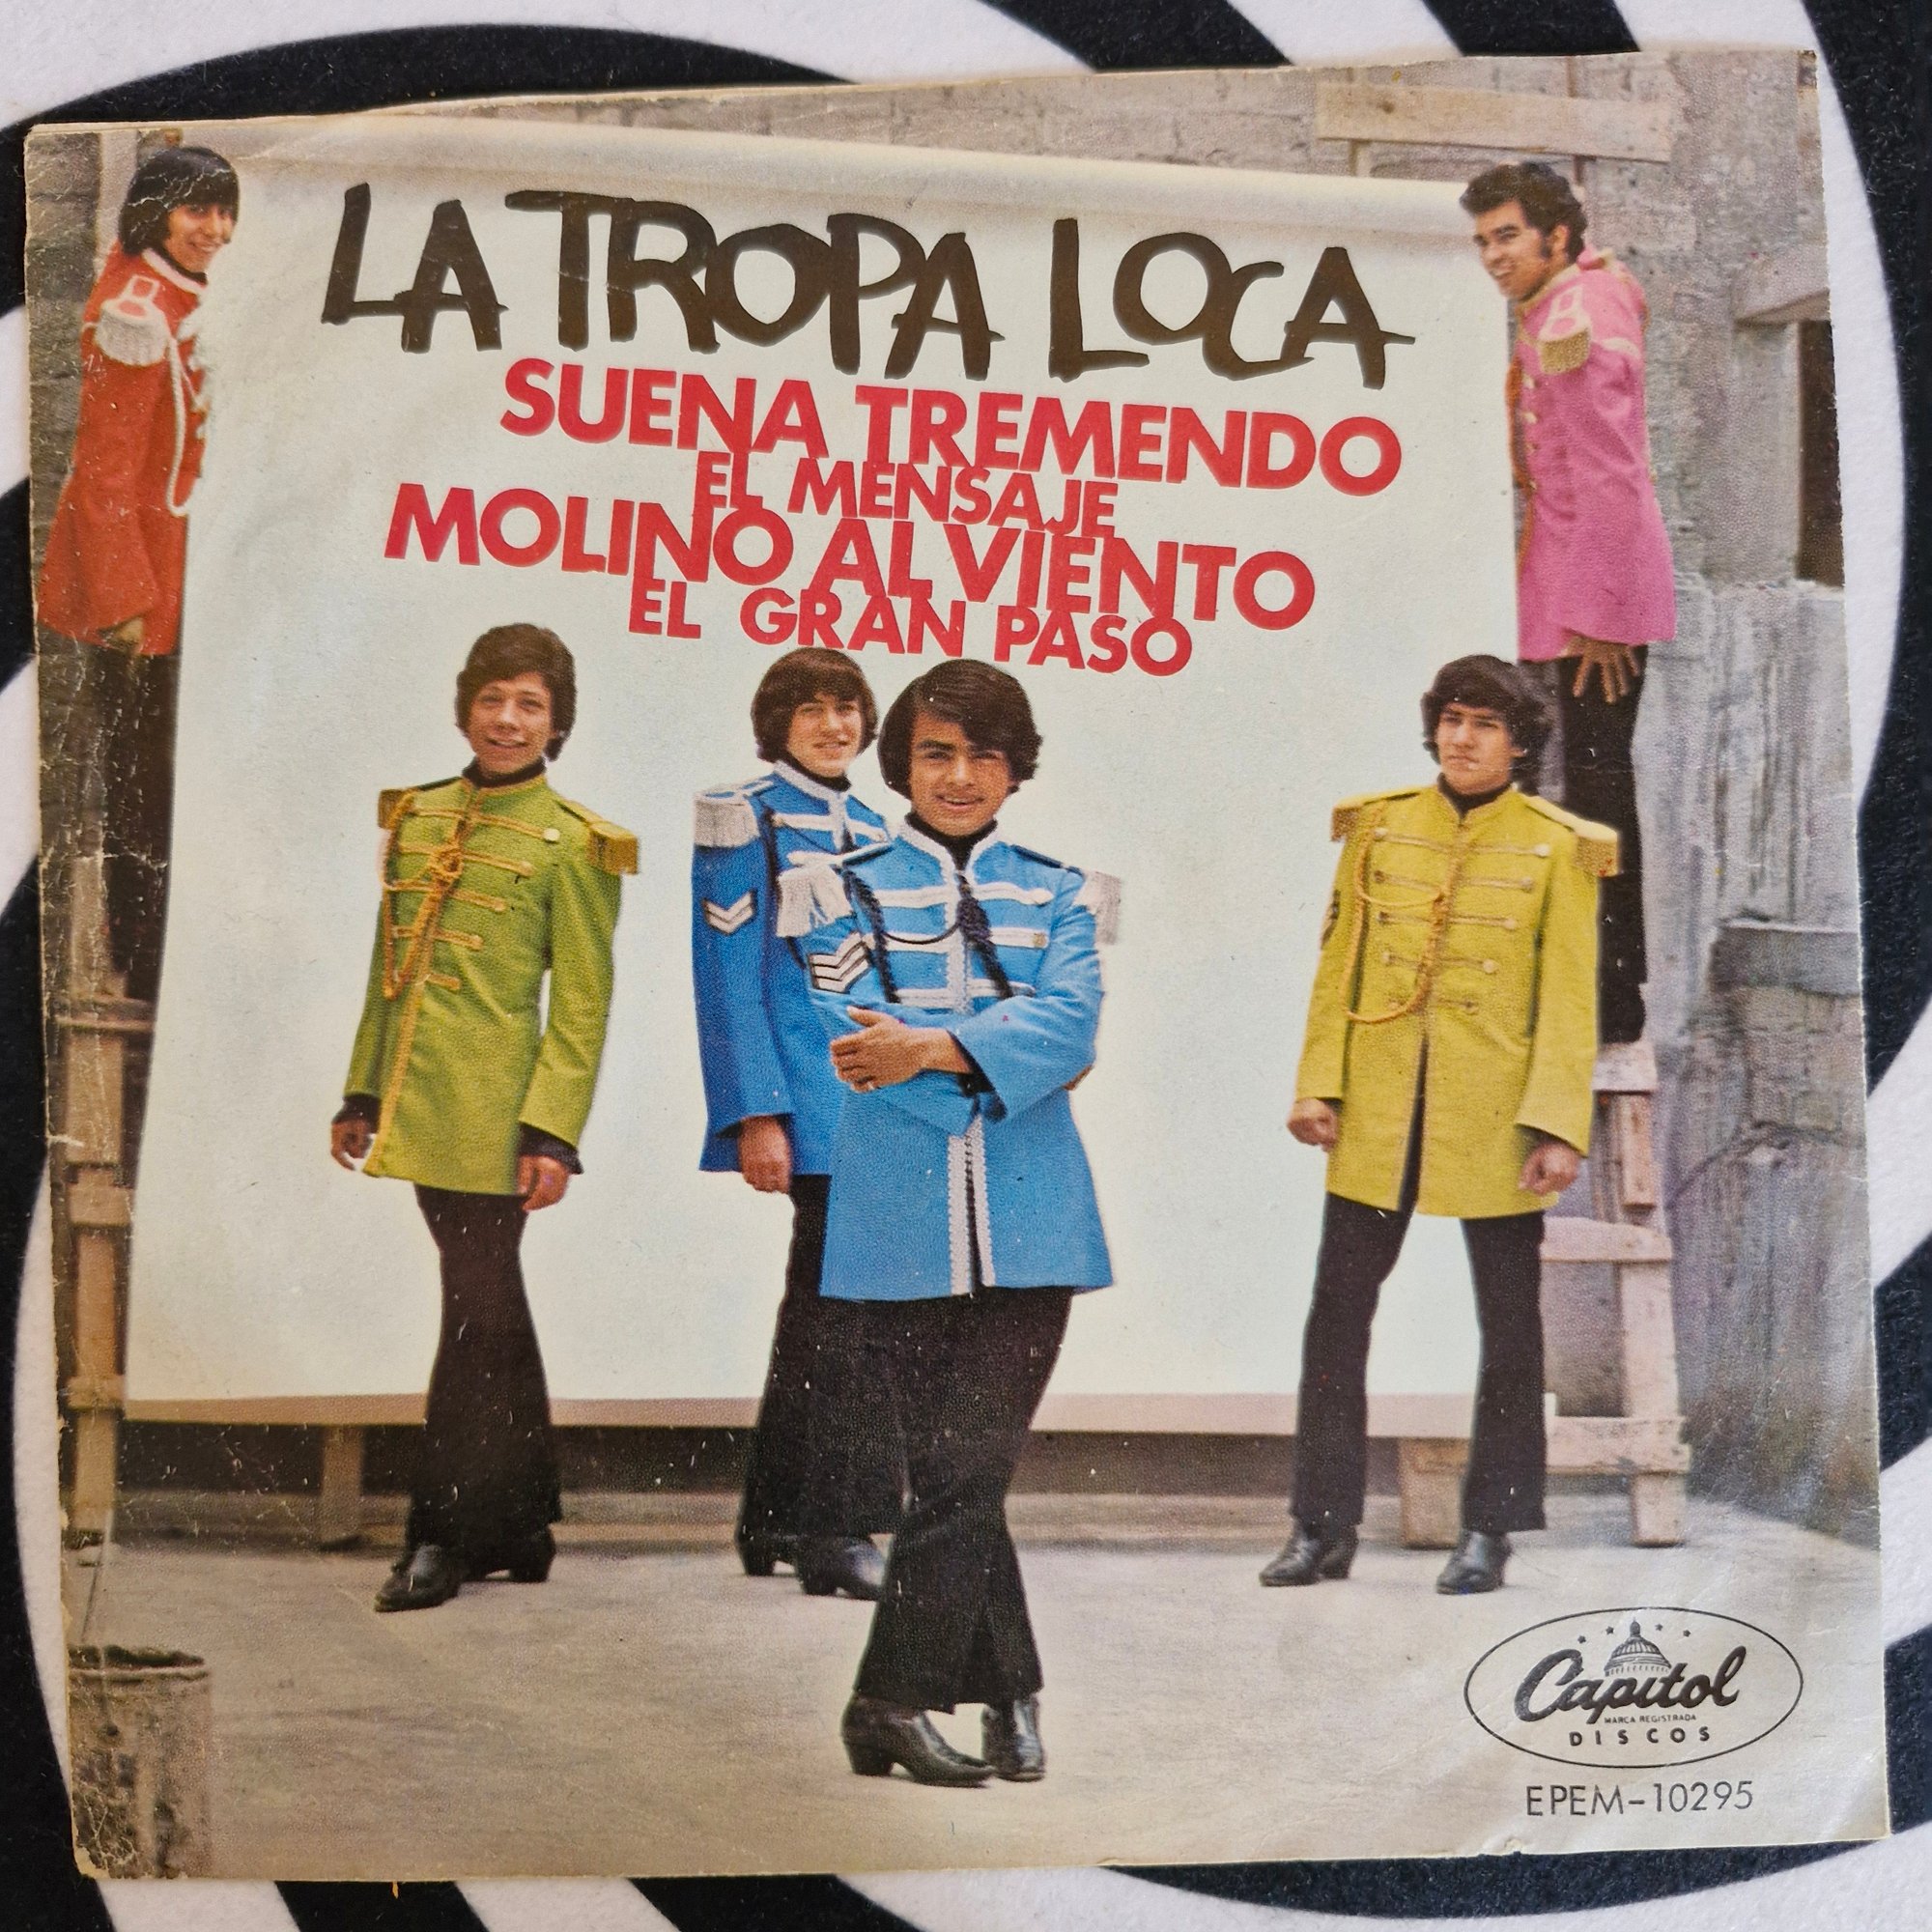 LA TROPA LOCA
SUENA TREMENDO
EL MENSAJE
MOLINO AL VIENTO
EL GRAN PASO
Capitol
MARCA REGISTRADA
DISCOS
EPEM-10295